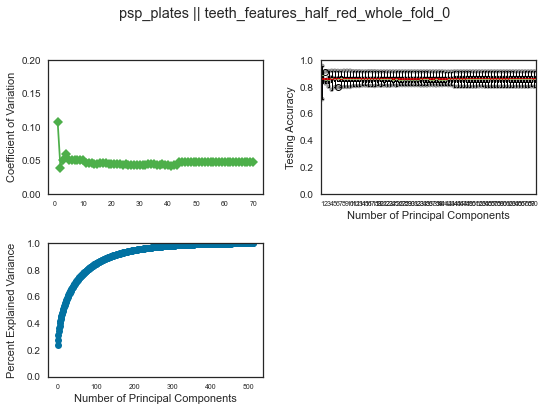 psp_plates || teeth_features_half_red_whole_fold_0
Coefficient of Variation
0.20
0.15
0.10
0.05
0.00
0 10 20 30 40 50 60 70
Testing Accuracy
1.0
0.8
0.6
0.4
0.2
0.0
Number of Principal Components
Percent Explained Variance
1.0
0.8
0.6
0.4
0.2
0.0
0 100 200 300 400 500
Number of Principal Components